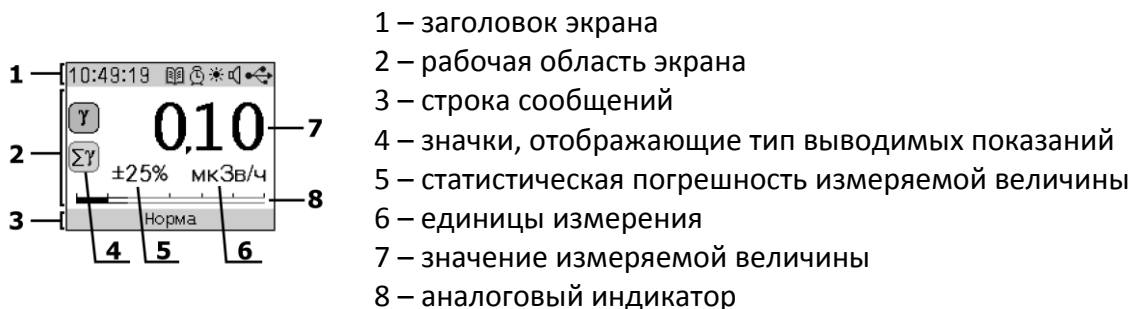 1 – заголовок экрана
2 – рабочая область экрана
3 – строка сообщений
4 – значки, отображающие тип выводимых показаний
5 – статистическая погрешность измеряемой величины
6 – единицы измерения
7 – значение измеряемой величины
8 – аналоговый индикатор
1
10:49:19
2
γ
0,10
7
Σγ
±25% мкЗв/ч
8
3
Норма
4 5 6